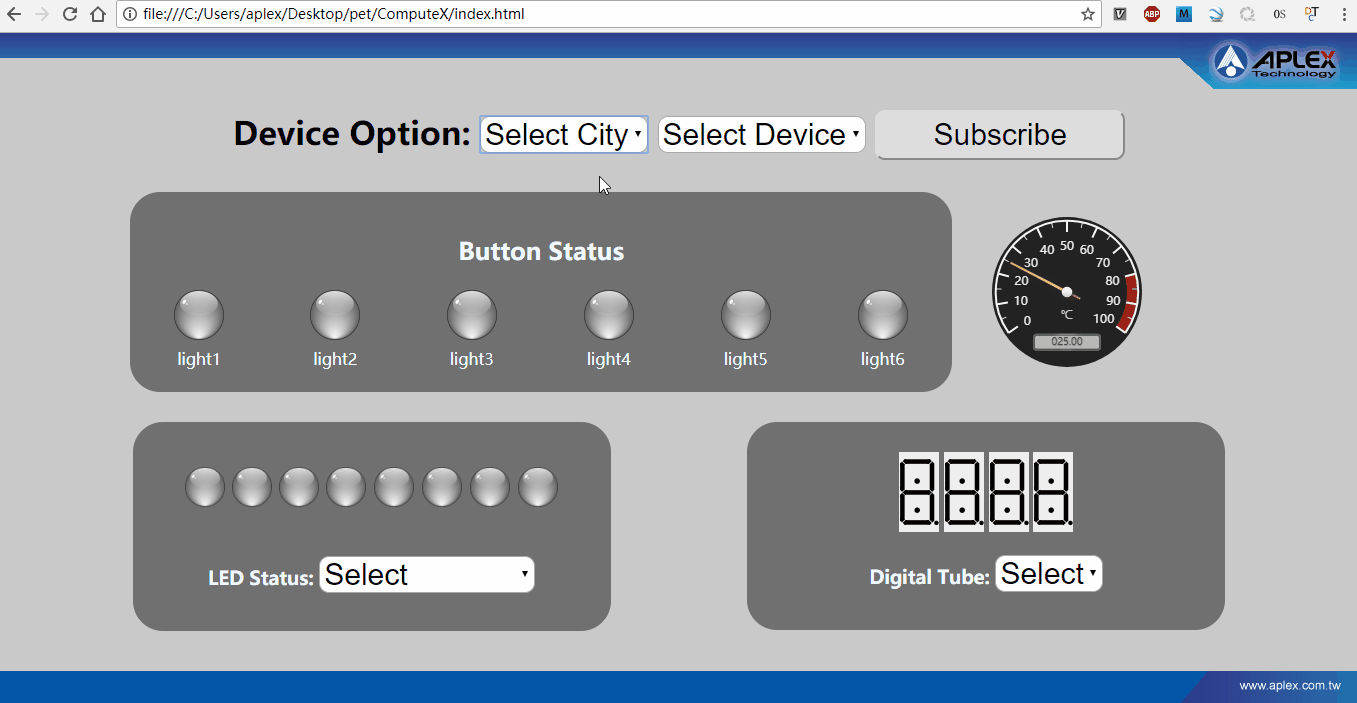 file:///C:/Users/aplex/Desktop/pet/ComputeX/index.html
ABP
M
OS
APLEX
Technology
Device Option: Select City Select Device Subscribe
Button Status
light1 light2 light3 light4 light5 light6
0 10 20 30 40 50 60 70 80 90 100
℃
025.00
LED Status: Select
8.8.8.8.
Digital Tube: Select
www.aplex.com.tw